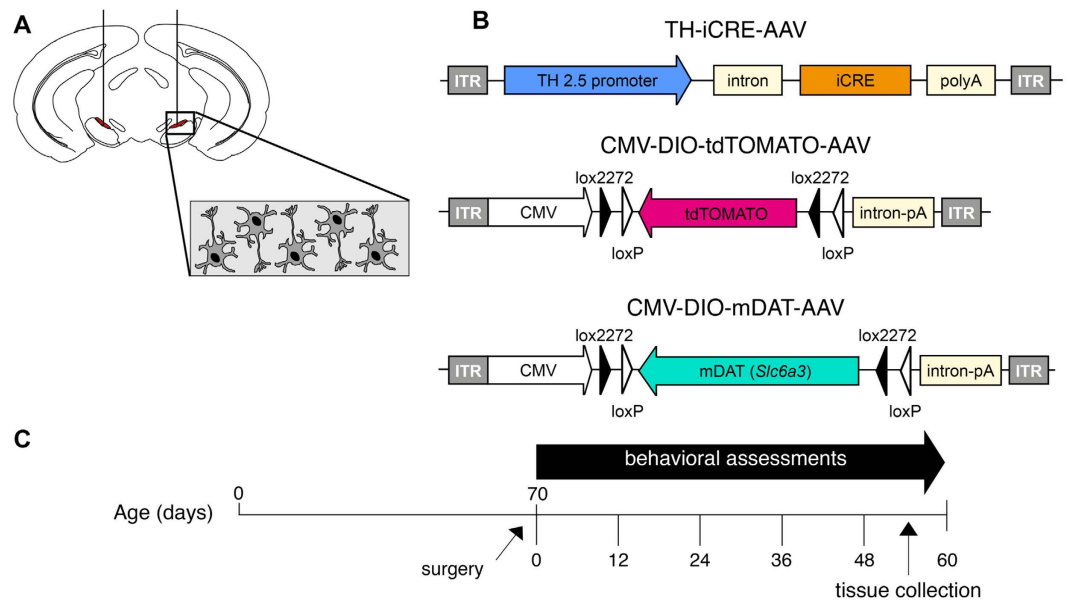 A
B
TH-iCRE-AAV
ITR TH 2.5 promoter intron iCRE polyA ITR
CMV-DIO-tdTOMATO-AAV
lox2272 lox2272
ITR CMV tdTOMATO intron-pA ITR
loxP loxP
CMV-DIO-mDAT-AAV
lox2272 lox2272
ITR CMV mDAT (Slc6a3) intron-pA ITR
loxP loxP
C
behavioral assessments
0 70
Age (days)
surgery
0 12 24 36 48 60
tissue collection